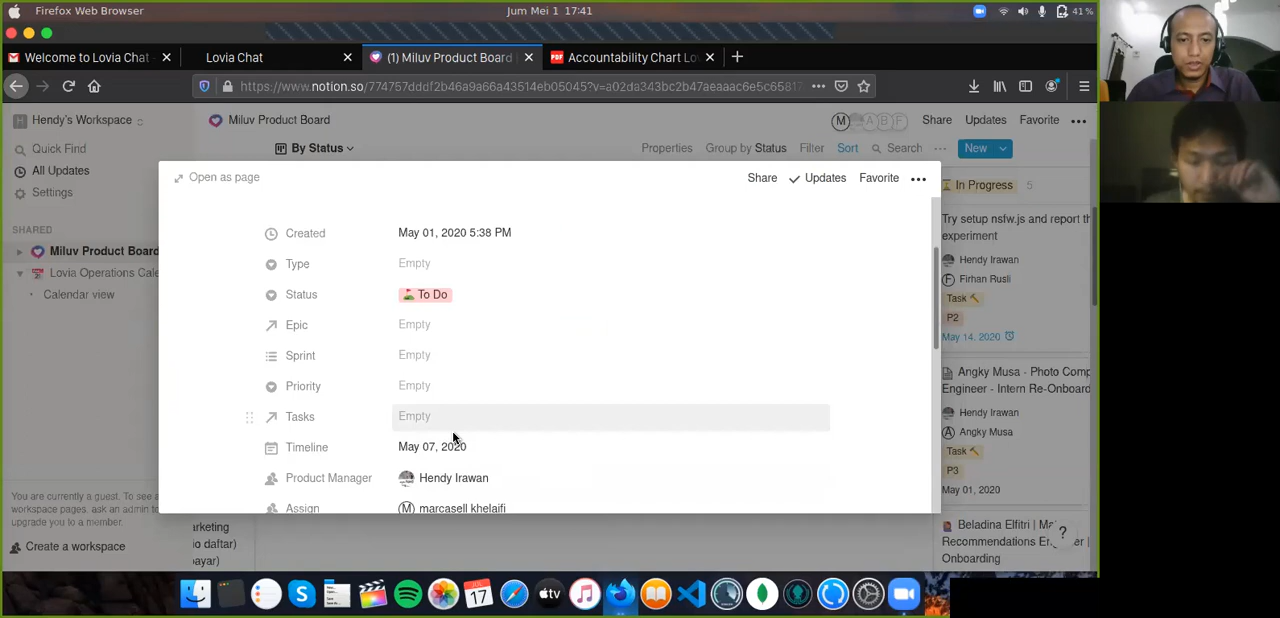 Firefox Web Browser
Jum Mei 1 17:41
41 %
Welcome to Lovia Chat -
Lovia Chat
(1) Miluv Product Board
PDF
Accountability Chart Lo
https://www.notion.so/774757dddf2b46a9a66a43514eb05045?v=a02da343bc2b47aeaaac6e5c65817
H Hendy's Workspace
Miluv Product Board
M A B F
Share Updates Favorite
Quick Find
All Updates
Settings
By Status
Properties Group by Status Filter Sort Search
New
SHARED
Miluv Product Board
Lovia Operations Cale
Calendar view
Open as page
Share Updates Favorite
Created May 01, 2020 5:38 PM
Type Empty
Status To Do
Epic Empty
Sprint Empty
Priority Empty
Tasks Empty
Timeline May 07, 2020
Product Manager Hendy Irawan
Assign M marcasell khelaifi
In Progress 5
Try setup nsfw.js and report th
experiment
Hendy Irawan
F Firhan Rusli
Task
P2
May 14, 2020
Angky Musa - Photo Comp
Engineer - Intern Re-Onboard
Hendy Irawan
A Angky Musa
Task
P3
May 01, 2020
Beladina Elfitri | Ma
Recommendations En
Onboarding
?
You are currently a guest. To see a
workspace pages, ask an admin to
upgrade you to a member.
Create a workspace
arketing
io daftar)
ayar)
tv
17